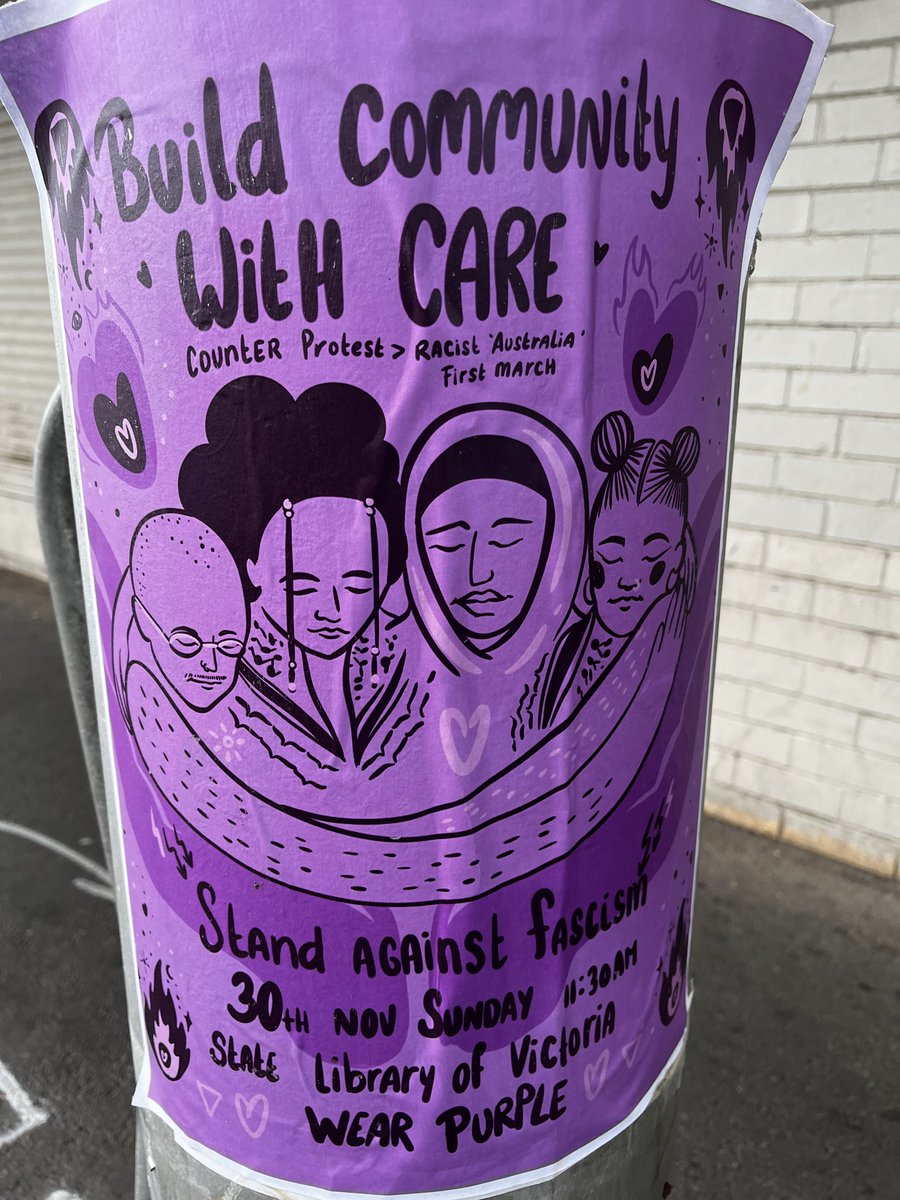 Build Community
With CARE
Counter Protest > Racist 'Australia'
First March
Stand against fascism
30th Nov Sunday 11:30AM
State Library of Victoria
WEAR PURPLE